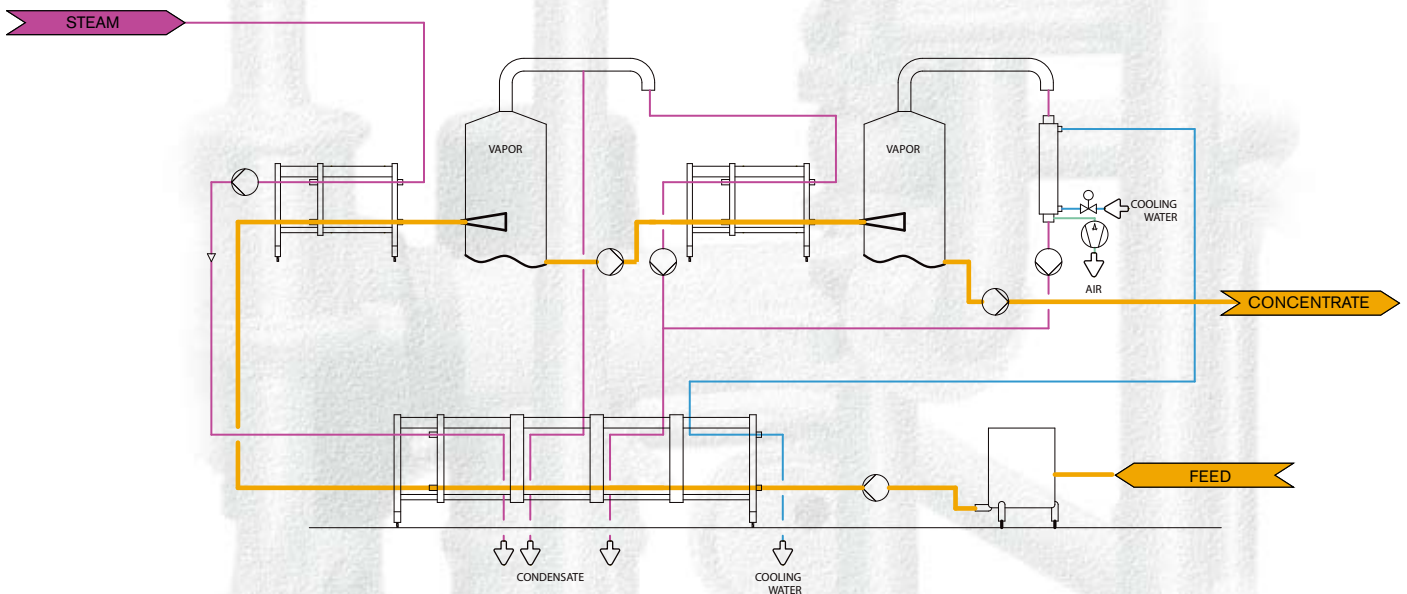 STEAM
VAPOR
VAPOR
COOLING
WATER
AIR
CONCENTRATE
FEED
CONDENSATE
COOLING
WATER